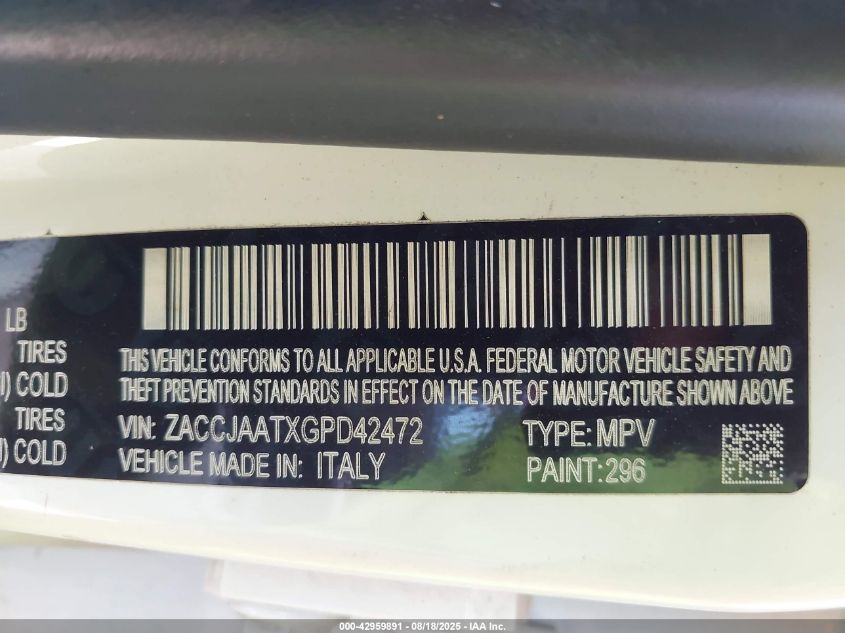 LB
TIRES
COLD
TIRES
COLD
THIS VEHICLE CONFORMS TO ALL APPLICABLE U.S.A. FEDERAL MOTOR VEHICLE SAFETY AND
THEFT PREVENTION STANDARDS IN EFFECT ON THE DATE OF MANUFACTURE SHOWN ABOVE
VIN: ZACCJAATXGPD42472 TYPE: MPV
VEHICLE MADE IN: ITALY PAINT: 296
000-42959891 - 08/18/2025 - IAA Inc.